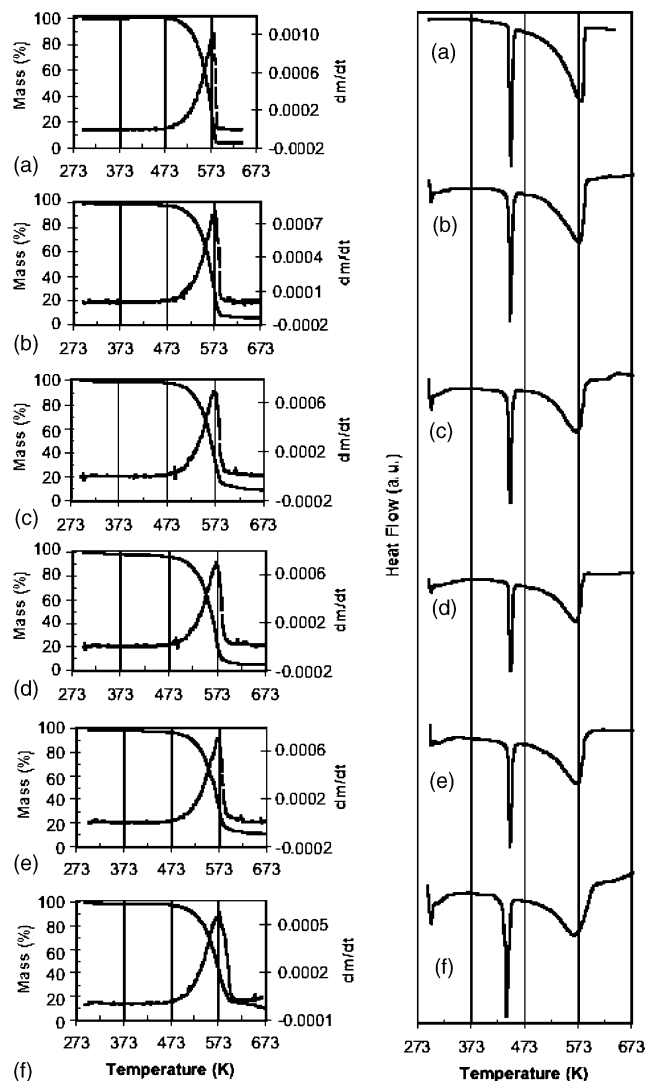 100 80 60 40 20 0
Mass (%)
0.0010 0.0006 0.0002 -0.0002
dm/dt
273 373 473 573 673
(a)
100 80 60 40 20 0
Mass (%)
0.0007 0.0004 0.0001 -0.0002
dm/dt
273 373 473 573 673
(b)
100 80 60 40 20 0
Mass (%)
0.0006 0.0002 -0.0002
dm/dt
273 373 473 573 673
(c)
100 80 60 40 20 0
Mass (%)
0.0006 0.0002 -0.0002
dm/dt
273 373 473 573 673
(d)
100 80 60 40 20 0
Mass (%)
0.0006 0.0002 -0.0002
dm/dt
273 373 473 573 673
(e)
100 80 60 40 20 0
Mass (%)
0.0005 0.0002 -0.0001
dm/dt
273 373 473 573 673
(f)
Temperature (K)
(a)
(b)
(c)
(d)
(e)
(f)
Heat Flow (a.u.)
273 373 473 573 673
Temperature (K)